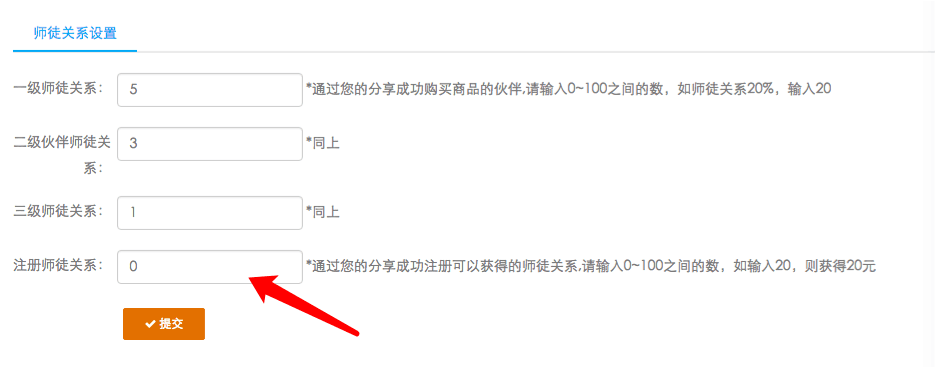 师徒关系设置
一级师徒关系： 5 *通过您的分享成功购买商品的伙伴,请输入0~100之间的数，如师徒关系20%，输入20
二级伙伴师徒关系： 3 *同上
三级师徒关系： 1 *同上
注册师徒关系： 0 *通过您的分享成功注册可以获得的师徒关系,请输入0~100之间的数，如输入20，则获得20元
提交